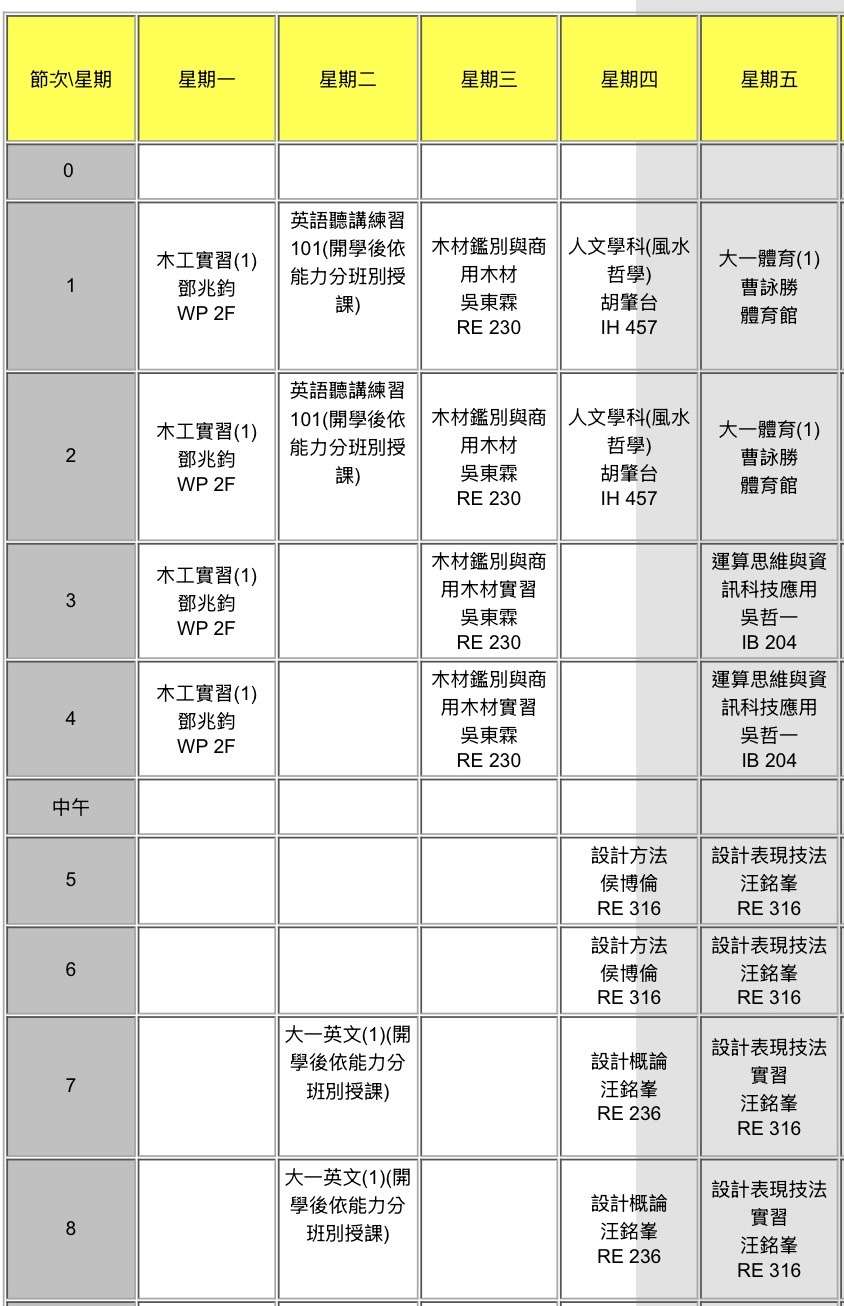 節次\星期
星期一
星期二
星期三
星期四
星期五
0
1
木工實習(1)
鄧兆鈞
WP 2F
英語聽講練習
101(開學後依
能力分班別授
課)
木材鑑別與商
用木材
吳東霖
RE 230
人文學科(風水
哲學)
胡肇台
IH 457
大一體育(1)
曹詠勝
體育館
2
木工實習(1)
鄧兆鈞
WP 2F
英語聽講練習
101(開學後依
能力分班別授
課)
木材鑑別與商
用木材
吳東霖
RE 230
人文學科(風水
哲學)
胡肇台
IH 457
大一體育(1)
曹詠勝
體育館
3
木工實習(1)
鄧兆鈞
WP 2F
木材鑑別與商
用木材實習
吳東霖
RE 230
運算思維與資
訊科技應用
吳哲一
IB 204
4
木工實習(1)
鄧兆鈞
WP 2F
木材鑑別與商
用木材實習
吳東霖
RE 230
運算思維與資
訊科技應用
吳哲一
IB 204
中午
5
設計方法
侯博倫
RE 316
設計表現技法
汪銘峯
RE 316
6
設計方法
侯博倫
RE 316
設計表現技法
汪銘峯
RE 316
7
大一英文(1)(開
學後依能力分
班別授課)
設計概論
汪銘峯
RE 236
設計表現技法
實習
汪銘峯
RE 316
8
大一英文(1)(開
學後依能力分
班別授課)
設計概論
汪銘峯
RE 236
設計表現技法
實習
汪銘峯
RE 316